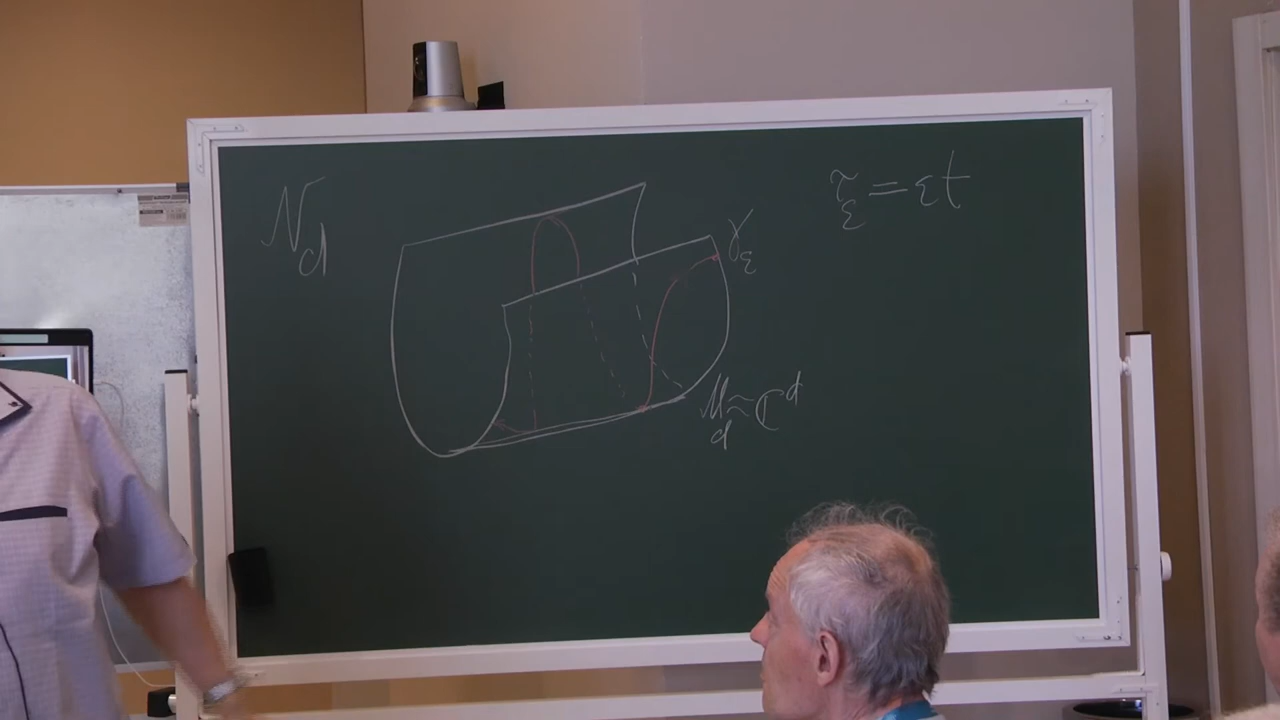 𝒩_d
τ_ε = εt
γ_ε
M_d ≈ ℂ^d